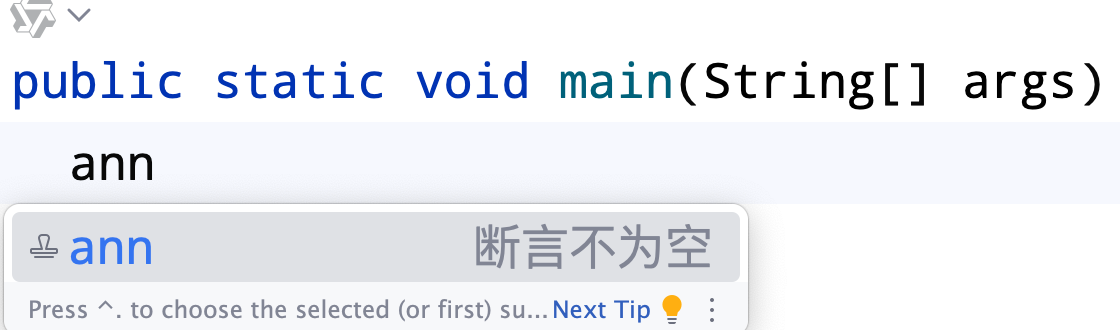 public static void main(String[] args)
ann
ann 断言不为空
Press ^. to choose the selected (or first) su... Next Tip